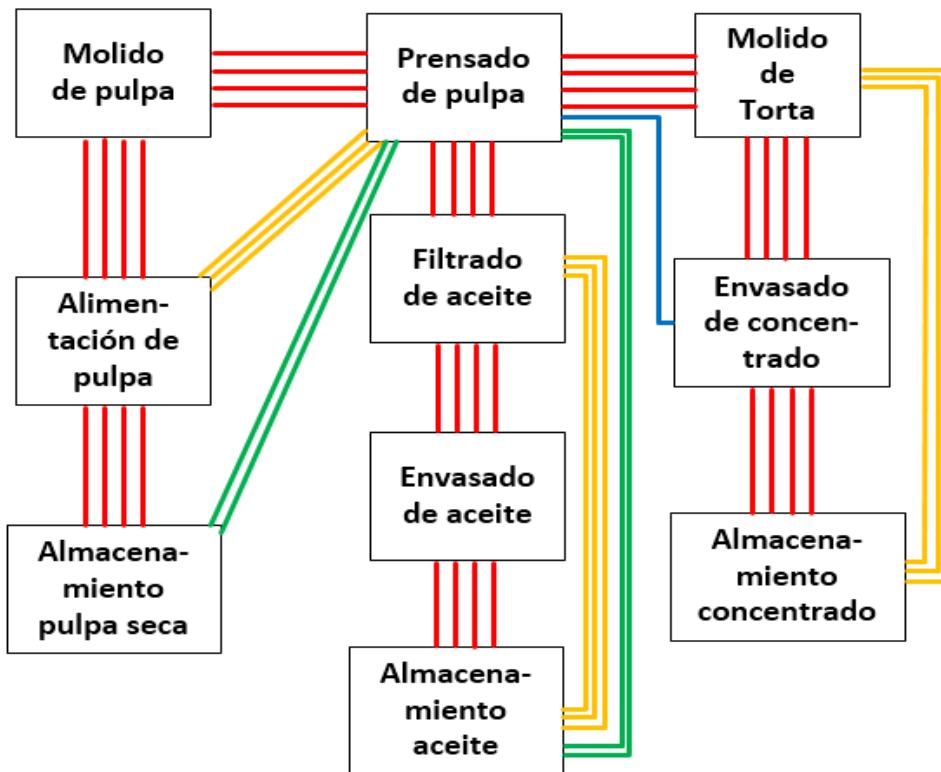 Molido
de pulpa
Prensado
de pulpa
Molido
de
Torta
Alimen-
tación de
pulpa
Filtrado
de aceite
Envasado
de concen-
trado
Envasado
de aceite
Almacena-
miento
pulpa seca
Almacena-
miento
concentrado
Almacena-
miento
aceite